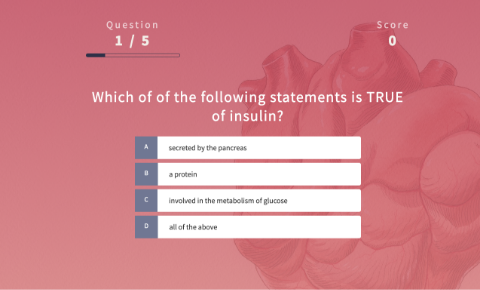 Question
1 / 5
Score
0
Which of of the following statements is TRUE
of insulin?
A secreted by the pancreas
B a protein
C involved in the metabolism of glucose
D all of the above